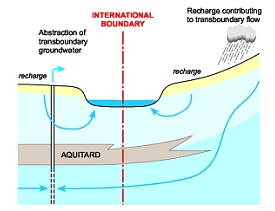 INTERNATIONAL
BOUNDARY
Recharge contributing
to transboundary flow
Abstraction of
transboundary
groundwater
recharge
recharge
AQUITARD